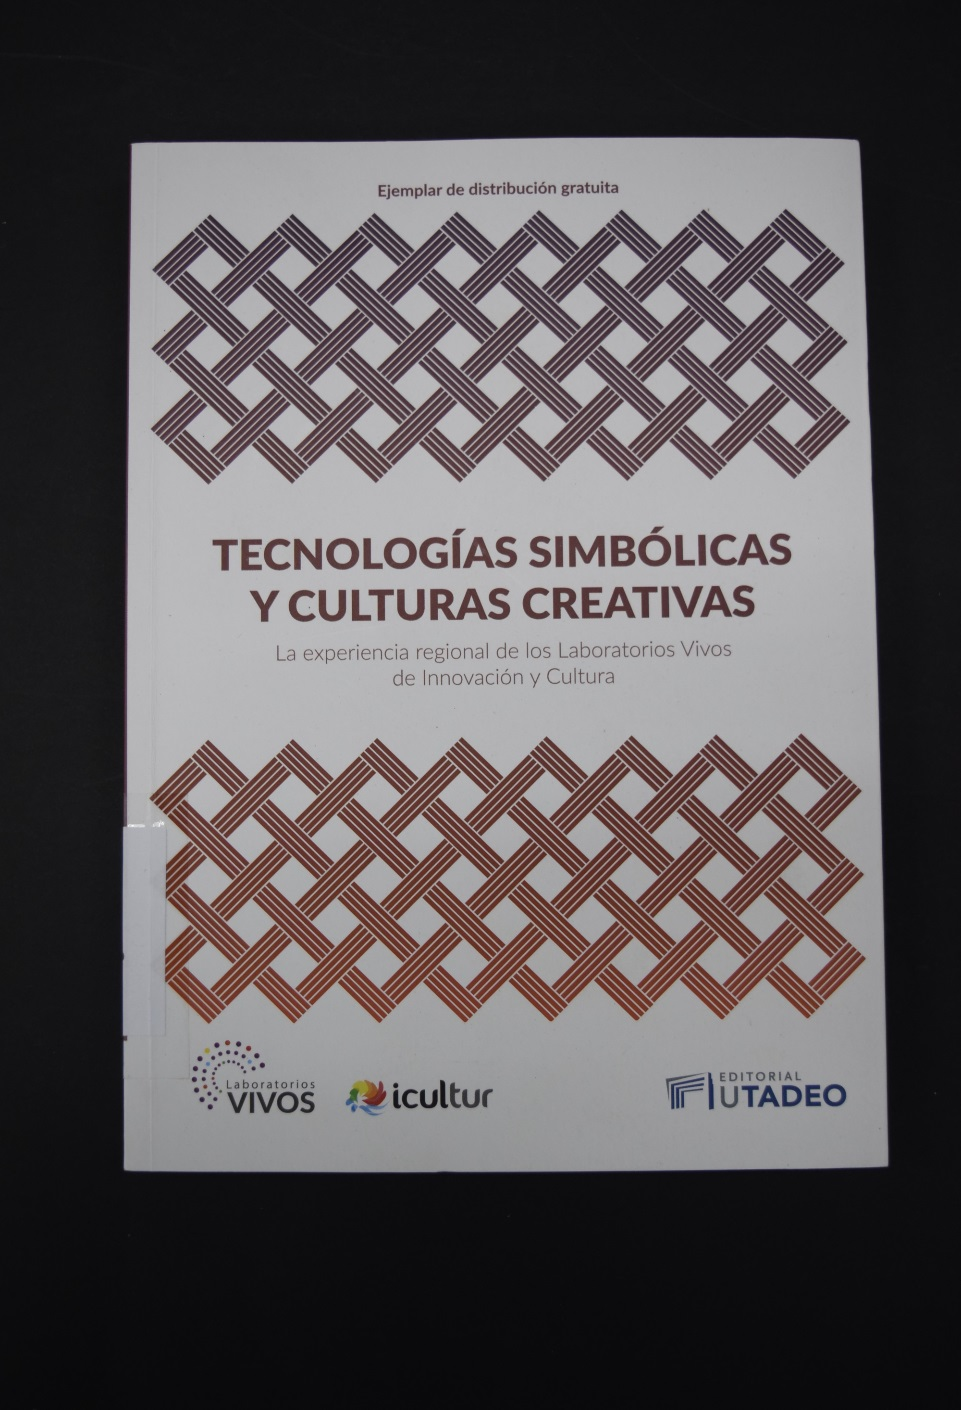 Ejemplar de distribución gratuita
TECNOLOGÍAS SIMBÓLICAS
Y CULTURAS CREATIVAS
La experiencia regional de los Laboratorios Vivos
de Innovación y Cultura
Laboratorios
VIVOS
icultur
EDITORIAL
UTADEO